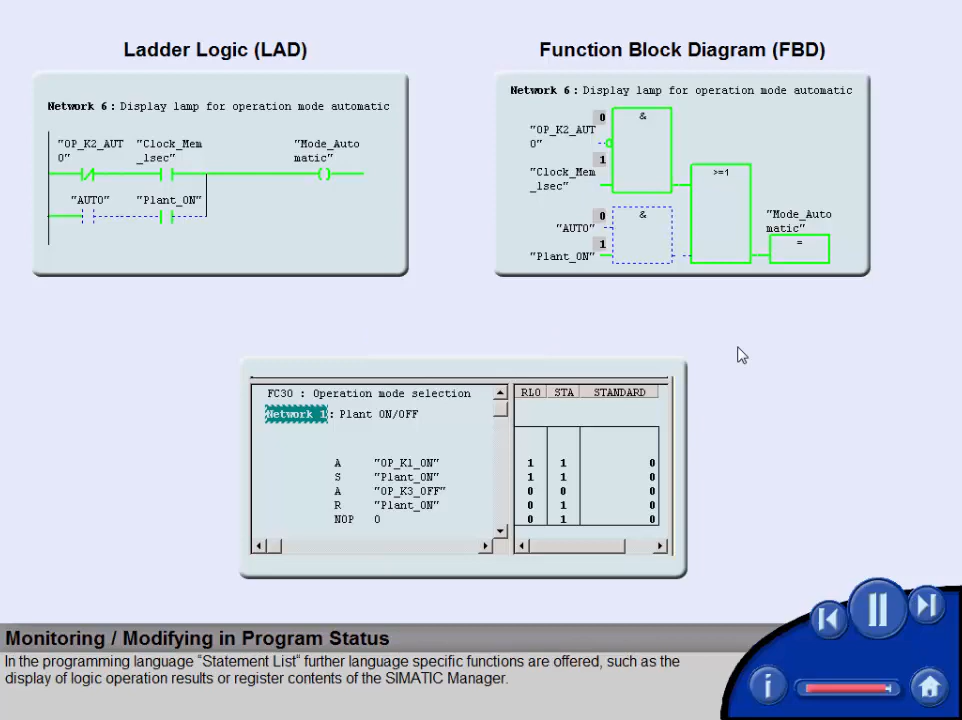 Ladder Logic (LAD)
Function Block Diagram (FBD)
Network 6 : Display lamp for operation mode automatic
"OP_K2_AUT
O"
"Clock_Mem
_1sec"
"Mode_Auto
matic"
"AUTO"
"Plant_ON"
Network 6 : Display lamp for operation mode automatic
0
&
"OP_K2_AUT
O"
1
"Clock_Mem
_1sec"
>=1
0
&
"AUTO"
1
"Plant_ON"
"Mode_Auto
matic"
=
FC30 : Operation mode selection
Network 1 : Plant ON/OFF
RLO STA STANDARD
A "OP_K1_ON" 1 1 0
S "Plant_ON" 1 1 0
A "OP_K3_OFF" 0 0 0
R "Plant_ON" 0 1 0
NOP 0 0 1 0
Monitoring / Modifying in Program Status
In the programming language "Statement List" further language specific functions are offered, such as the
display of logic operation results or register contents of the SIMATIC Manager.
i